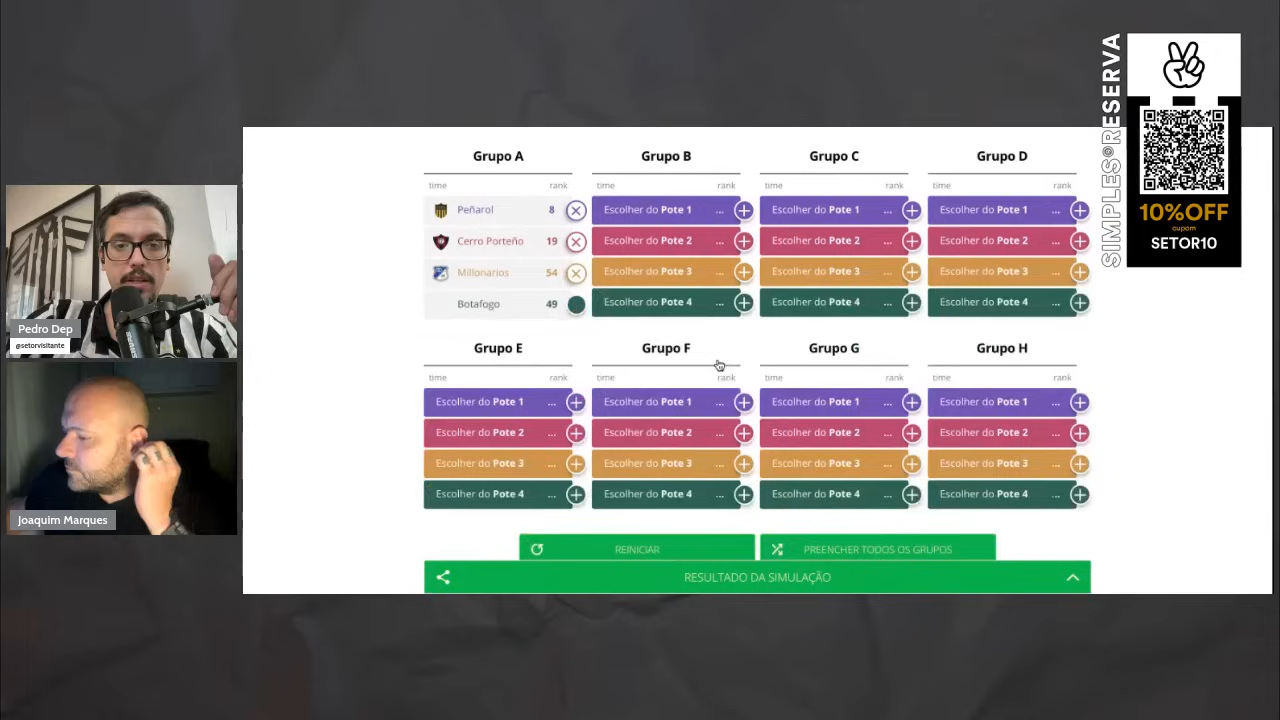 SIMPLES®RESERVA
10%OFF
cupom
SETOR10
Pedro Dep
@setorvisitante
Joaquim Marques
Grupo A
time rank
Peñarol 8
Cerro Porteño 19
Millonarios 54
Botafogo 49
Grupo B
time rank
Escolher do Pote 1 ...
Escolher do Pote 2 ...
Escolher do Pote 3 ...
Escolher do Pote 4 ...
Grupo C
time rank
Escolher do Pote 1 ...
Escolher do Pote 2 ...
Escolher do Pote 3 ...
Escolher do Pote 4 ...
Grupo D
time rank
Escolher do Pote 1 ...
Escolher do Pote 2 ...
Escolher do Pote 3 ...
Escolher do Pote 4 ...
Grupo E
time rank
Escolher do Pote 1 ...
Escolher do Pote 2 ...
Escolher do Pote 3 ...
Escolher do Pote 4 ...
Grupo F
time rank
Escolher do Pote 1 ...
Escolher do Pote 2 ...
Escolher do Pote 3 ...
Escolher do Pote 4 ...
Grupo G
time rank
Escolher do Pote 1 ...
Escolher do Pote 2 ...
Escolher do Pote 3 ...
Escolher do Pote 4 ...
Grupo H
time rank
Escolher do Pote 1 ...
Escolher do Pote 2 ...
Escolher do Pote 3 ...
Escolher do Pote 4 ...
REINICIAR
PREENCHER TODOS OS GRUPOS
RESULTADO DA SIMULAÇÃO